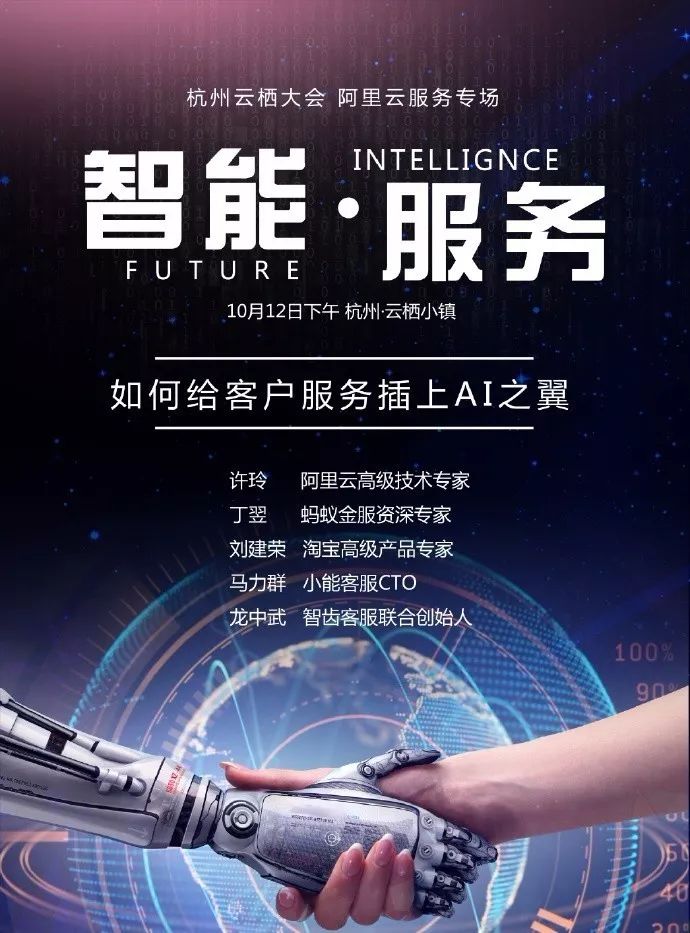 杭州云栖大会 阿里云服务专场
INTELLIGNCE
智能·服务
FUTURE
10月12日下午 杭州·云栖小镇
如何给客户服务插上AI之翼
许玲 阿里云高级技术专家
丁翌 蚂蚁金服资深专家
刘建荣 淘宝高级产品专家
马力群 小能客服CTO
龙中武 智齿客服联合创始人
100%
90%